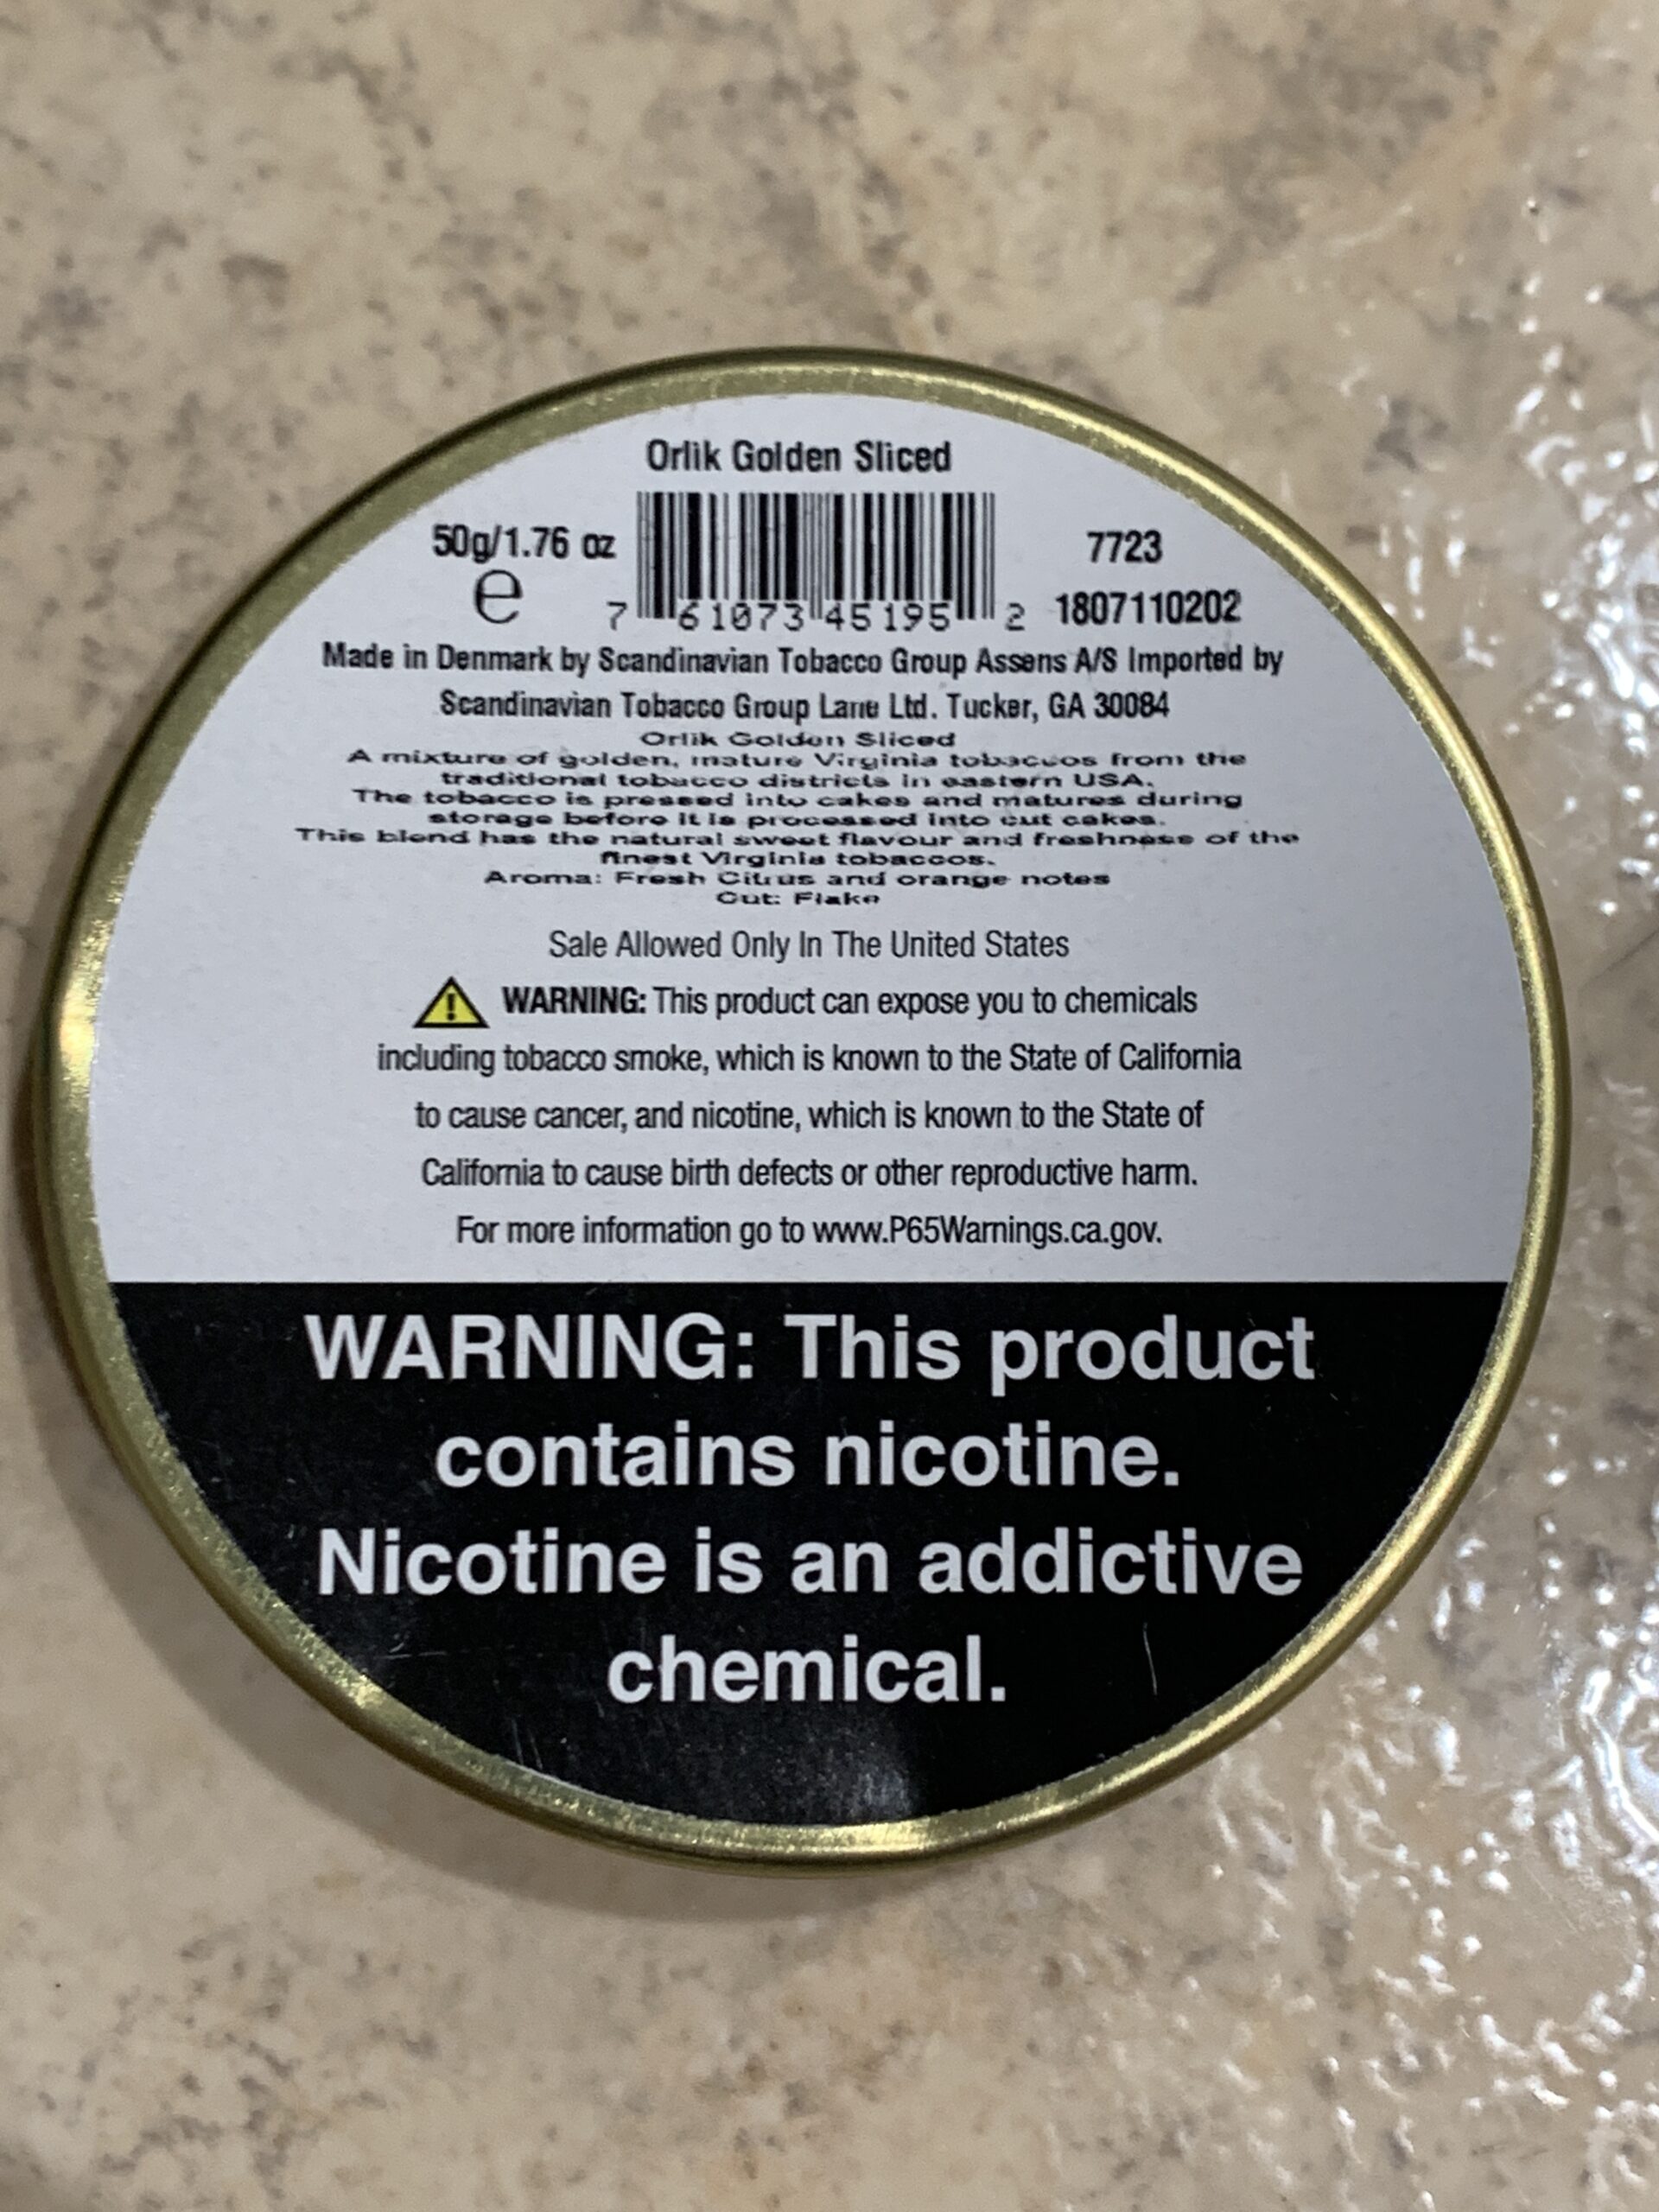 Orlik Golden Sliced
50g/1.76 oz
e
7 61073 45195 2
7723
1807110202
Made in Denmark by Scandinavian Tobacco Group Assens A/S Imported by
Scandinavian Tobacco Group Lane Ltd. Tucker, GA 30084
Orlik Golden Sliced
A mixture of golden, mature Virginia tobaccos from the
traditional tobacco districts in eastern USA.
The tobacco is pressed into cakes and matures during
storage before it is processed into cut cakes.
This blend has the natural sweet flavour and freshness of the
finest Virginia tobaccos.
Aroma: Fresh Citrus and orange notes
Cut: Flake
Sale Allowed Only In The United States
WARNING: This product can expose you to chemicals
including tobacco smoke, which is known to the State of California
to cause cancer, and nicotine, which is known to the State of
California to cause birth defects or other reproductive harm.
For more information go to www.P65Warnings.ca.gov.
WARNING: This product
contains nicotine.
Nicotine is an addictive
chemical.